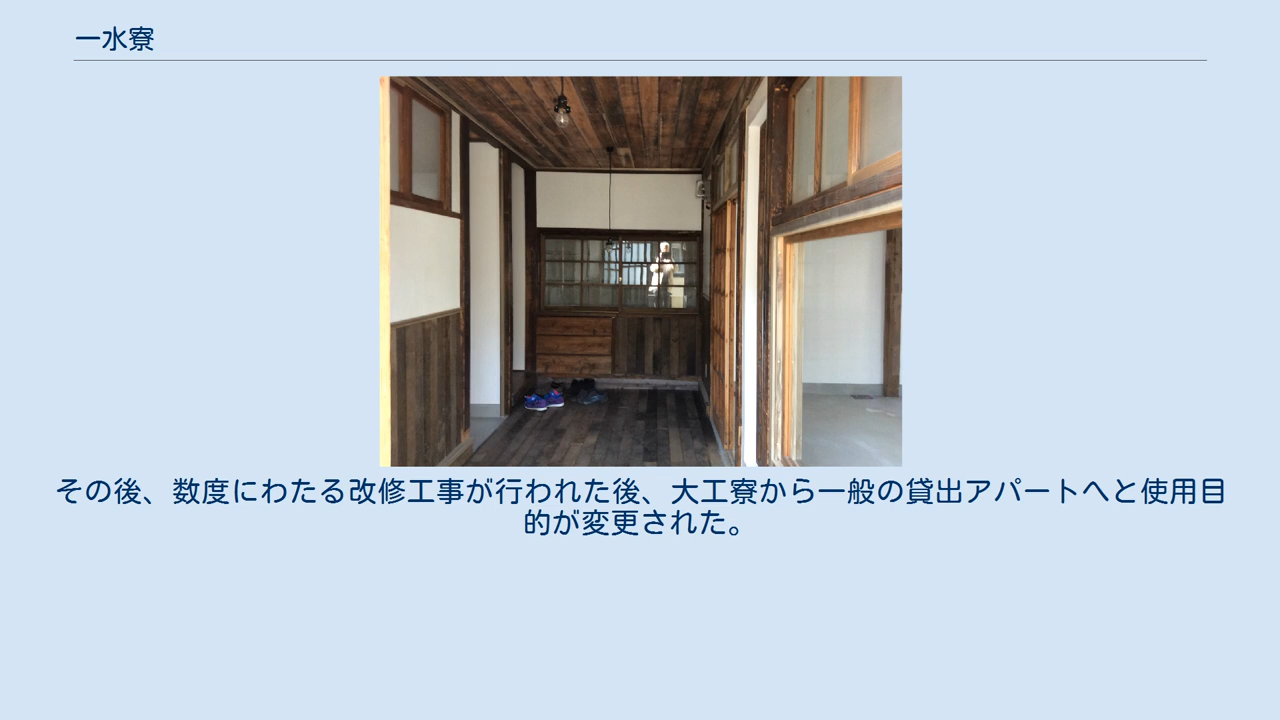 一水寮
その後、数度にわたる改修工事が行われた後、大工寮から一般の貸出アパートへと使用目
的が変更された。